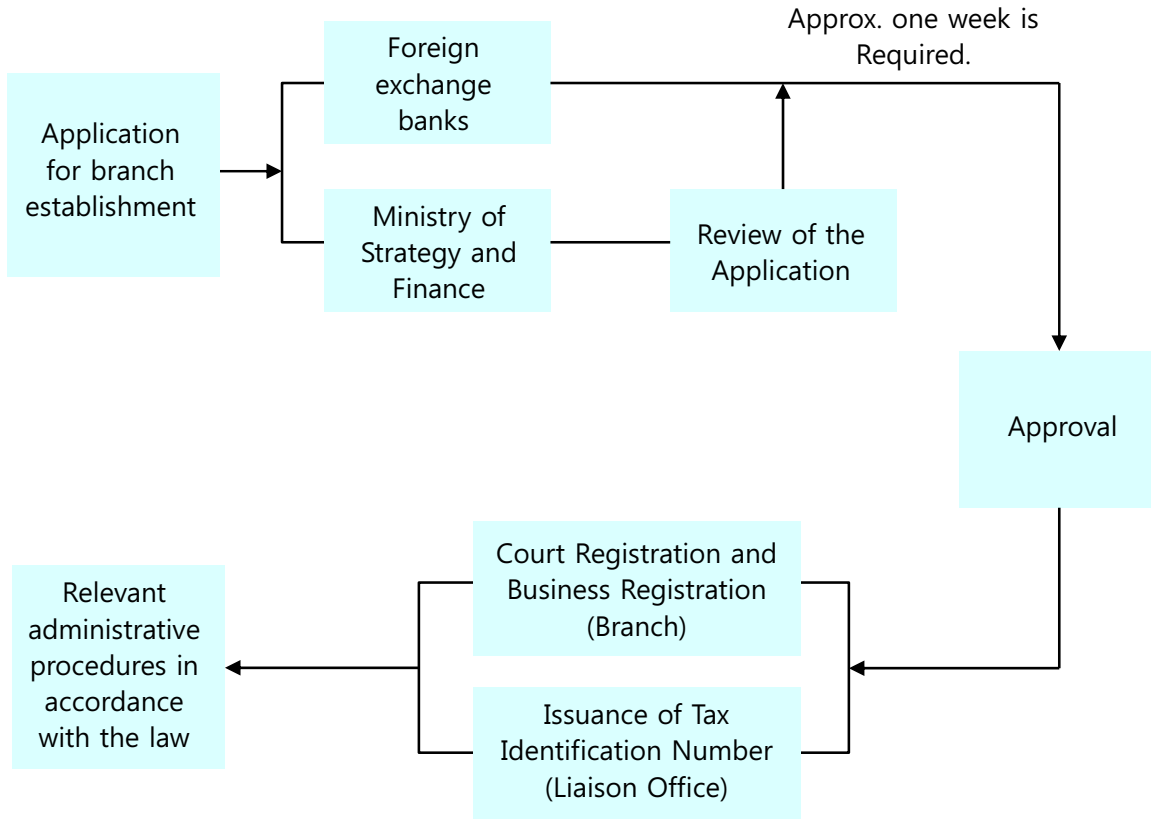 Approx. one week is
Required.
Foreign
exchange
banks
Application
for branch
establishment
Ministry of
Strategy and
Finance
Review of the
Application
Approval
Court Registration and
Business Registration
(Branch)
Relevant
administrative
procedures in
accordance
with the law
Issuance of Tax
Identification Number
(Liaison Office)